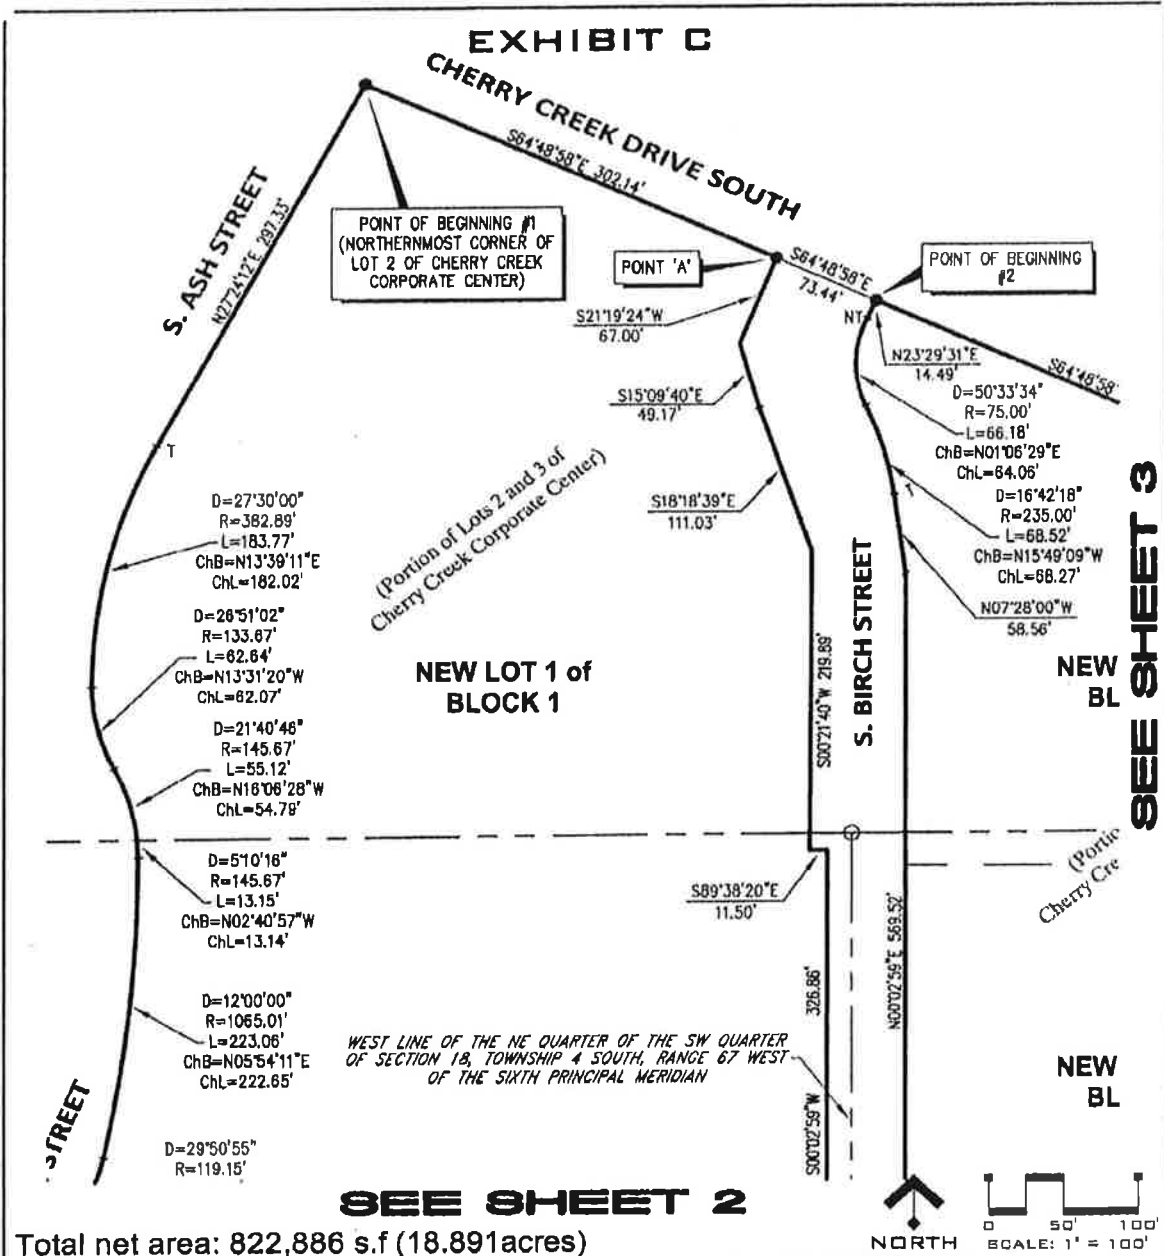 EXHIBIT C
CHERRY CREEK DRIVE SOUTH
S64°48'58"E 302.14'
S. ASH STREET
N27°24'12"E 297.33'
POINT OF BEGINNING #1
(NORTHERNMOST CORNER OF
LOT 2 OF CHERRY CREEK
CORPORATE CENTER)
POINT 'A'
S64°48'58"E
73.44'
POINT OF BEGINNING
#2
NT
S21°19'24"W
67.00'
N23°29'31"E
14.49'
S64°48'58"
S15°09'40"E
49.17'
D=50°33'34"
R=75.00'
L=66.18'
ChB=N01°06'29"E
ChL=64.06'
T
T
(Portion of Lots 2 and 3 of
Cherry Creek Corporate Center)
S18°18'39"E
111.03'
D=16°42'18"
R=235.00'
L=68.52'
ChB=N15°49'09"W
ChL=68.27'
N07°28'00"W
58.56'
D=27°30'00"
R=382.89'
L=183.77'
ChB=N13°39'11"E
ChL=182.02'
D=26°51'02"
R=133.67'
L=62.64'
ChB=N13°31'20"W
ChL=62.07'
D=21°40'46"
R=145.67'
L=55.12'
ChB=N16°06'28"W
ChL=54.79'
NEW LOT 1 of
BLOCK 1
S00°21'40"W 219.89'
S. BIRCH STREET
NEW
BL
SEE SHEET 3
D=5°10'16"
R=145.67'
L=13.15'
ChB=N02°40'57"W
ChL=13.14'
S89°38'20"E
11.50'
(Portio
Cherry Cre
N00°02'59"E 569.52'
D=12°00'00"
R=1065.01'
L=223.06'
ChB=N05°54'11"E
ChL=222.65'
WEST LINE OF THE NE QUARTER OF THE SW QUARTER
OF SECTION 18, TOWNSHIP 4 SOUTH, RANGE 67 WEST
OF THE SIXTH PRINCIPAL MERIDIAN
S00°02'59"W 326.86'
NEW
BL
STREET
D=29°50'55"
R=119.15'
SEE SHEET 2
NORTH
0 50' 100'
SCALE: 1' = 100'
Total net area: 822,886 s.f (18.891acres)